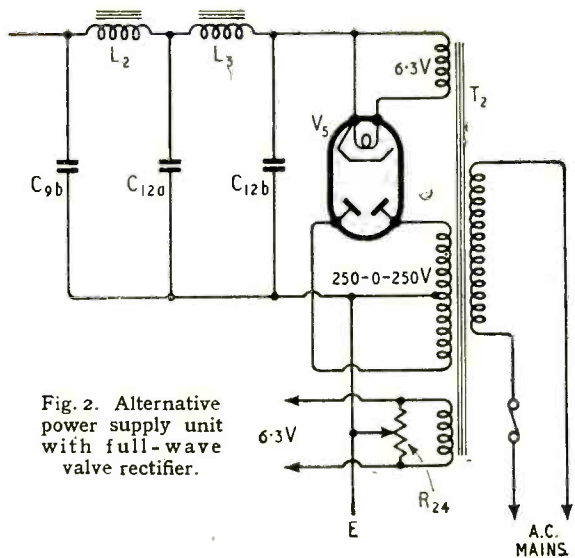 L2
L3
6·3V
T2
V5
C9b
C12a
C12b
250-0-250V
Fig. 2. Alternative
power supply unit
with full-wave
valve rectifier.
6·3V
R24
E
A.C.
MAINS